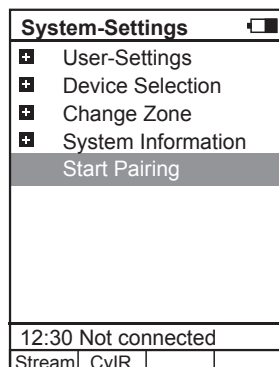 System-Settings
User-Settings
Device Selection
Change Zone
System Information
Start Pairing
12:30 Not connected
Stream CyIR